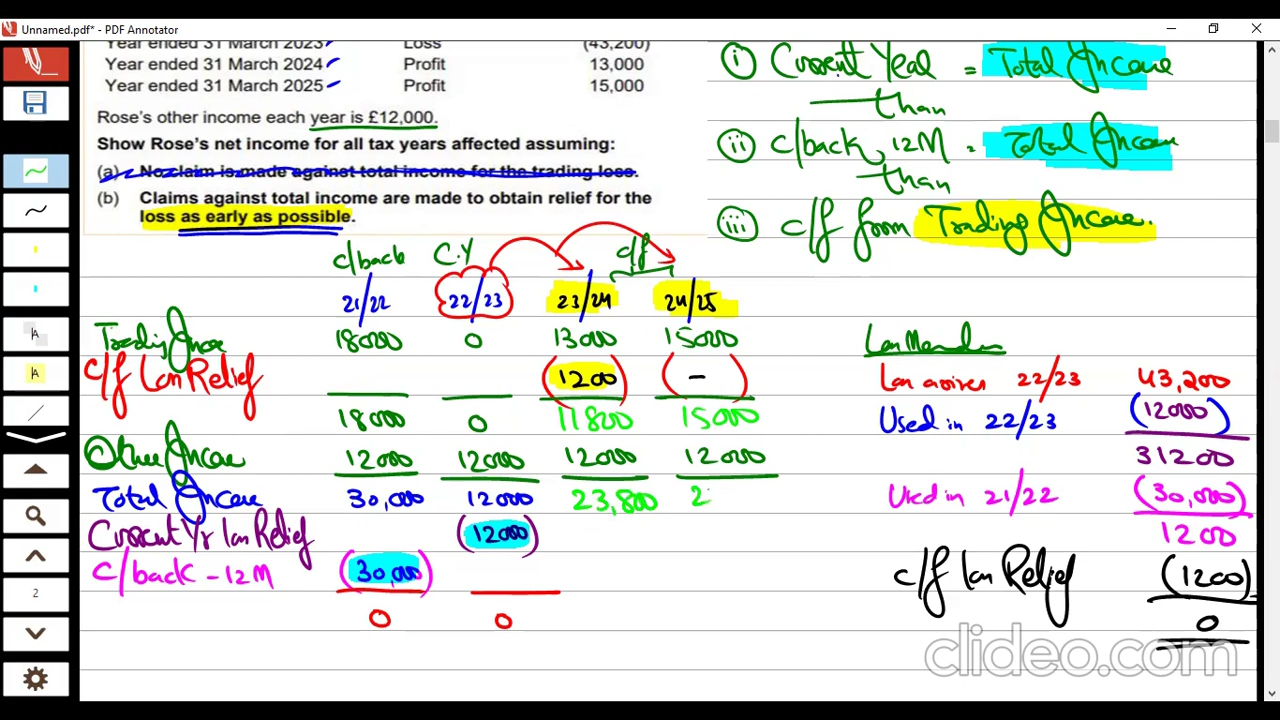 Unnamed.pdf* - PDF Annotator
Year ended 31 March 2023 Loss (43,200)
Year ended 31 March 2024 Profit 13,000
Year ended 31 March 2025 Profit 15,000
Rose's other income each year is £12,000.
Show Rose's net income for all tax years affected assuming:
(a) No claim is made against total income for the trading loss.
(b) Claims against total income are made to obtain relief for the
loss as early as possible.
i) Current Year = Total Income
than
ii) c/back 12M = Total Income
than
iii) c/f from Trading Income.
c/back C.Y c/f
21/22 22/23 23/24 24/25
Trading Income 18000 0 13000 15000
c/f Loss Relief (1200) (-)
18000 0 11800 15000
Other Income 12000 12000 12000 12000
Total Income 30,000 12000 23,800 2
Current Yr Loss Relief (12000)
c/back - 12M (30,000)
0 0
Loss Memo
Loss arises 22/23 43,200
Used in 22/23 (12000)
31200
Used in 21/22 (30,000)
1200
c/f Loss Relief (1200)
0
A
A
2
clideo.com